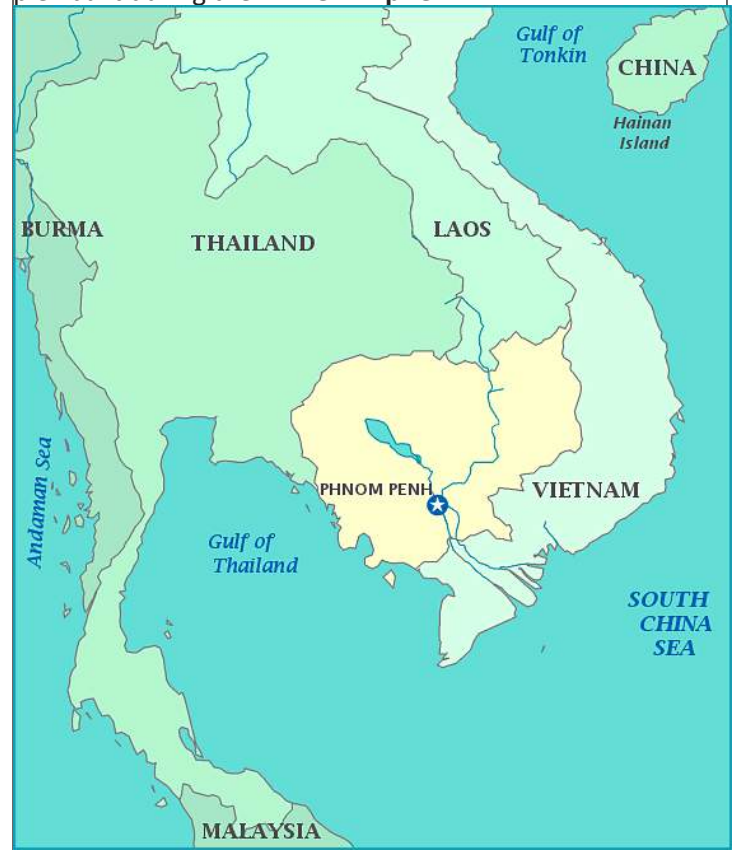 Gulf of
Tonkin
CHINA
Hainan
Island
BURMA
THAILAND
LAOS
Andaman Sea
PHNOM PENH
VIETNAM
Gulf of
Thailand
SOUTH
CHINA
SEA
MALAYSIA